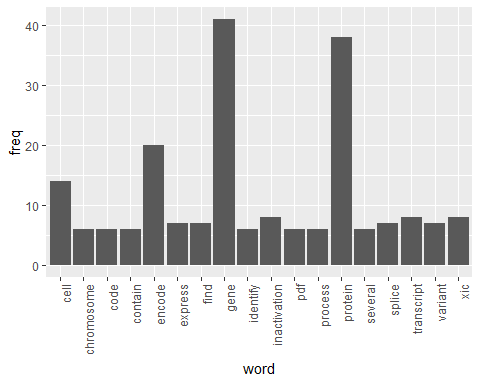 40
30
20
10
0
freq
cell
chromosome
code
contain
encode
express
find
gene
identify
inactivation
pdf
process
protein
several
splice
transcript
variant
xic
word